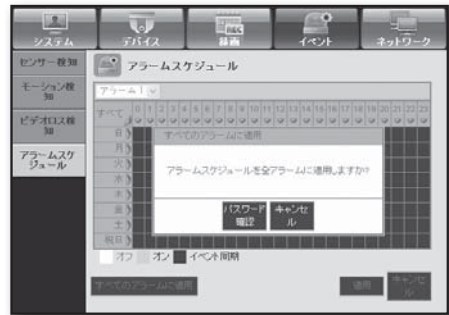 システム デバイス 録画 イベント ネットワーク
REC
センサー検知
モーション検知
ビデオロス検知
アラームスケジュール
アラームスケジュール
アラーム1
すべて 0 1 2 3 4 5 6 7 8 9 10 11 12 13 14 15 16 17 18 19 20 21 22 23
日
月
火
水
木
金
土
祝日
すべてのアラームに適用
アラームスケジュールを全アラームに適用しますか?
パスワード確認 キャンセル
オフ オン イベント同期
すべてのアラームに適用 適用 キャンセル